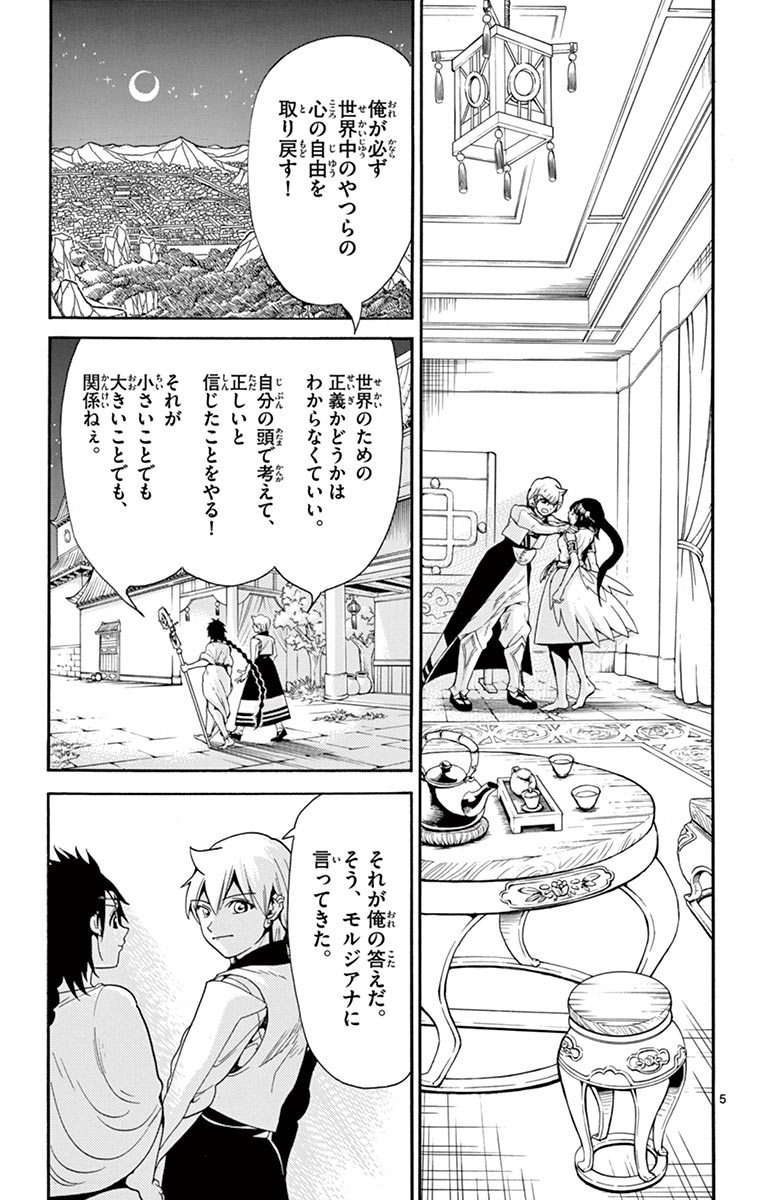 俺が必ず
世界中のやつらの
心の自由を
取り戻す！
世界のための
正義かどうかは
わからなくていい。
自分の頭で考えて、
正しいと
信じたことをやる！
それが
小さいことでも
大きいことでも、
関係ねぇ。
それが俺の答えだ。
そう、モルジアナに
言ってきた。
5